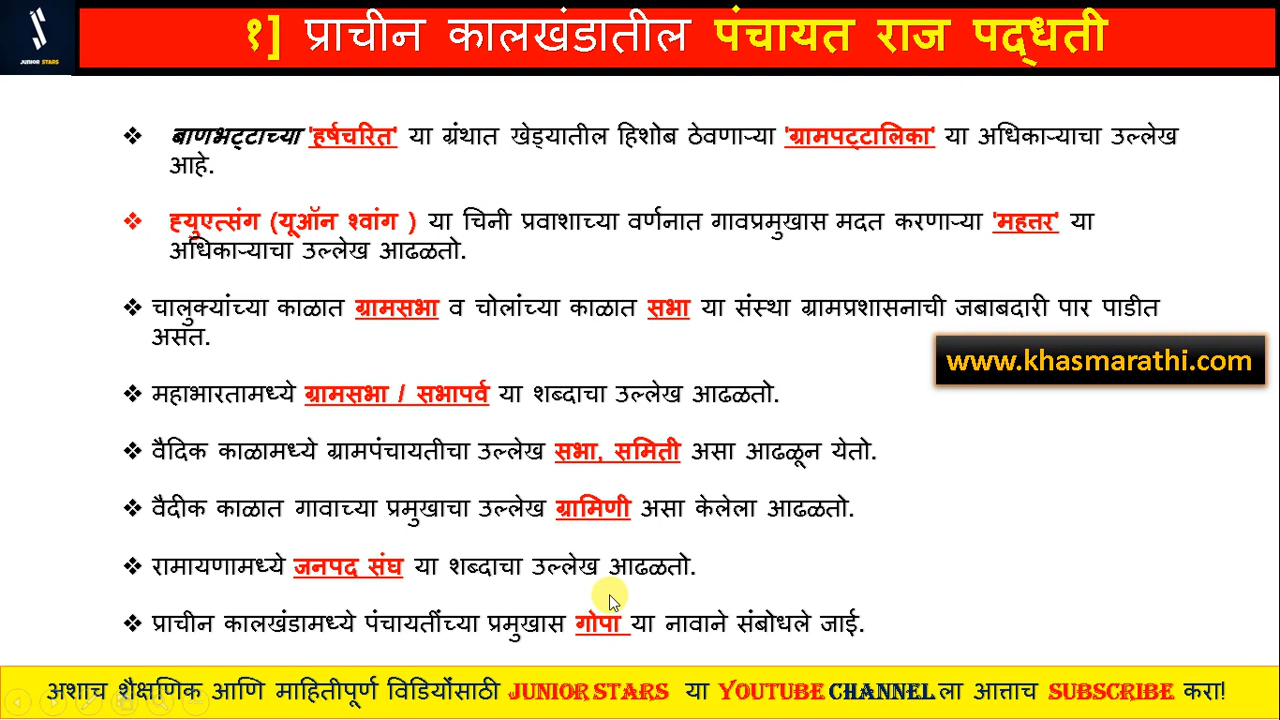 JUNIOR STARS
१] प्राचीन कालखंडातील पंचायत राज पद्धती
❖ बाणभट्टाच्या 'हर्षचरित' या ग्रंथात खेड्यातील हिशोब ठेवणाऱ्या 'ग्रामपट्टालिका' या अधिकाऱ्याचा उल्लेख
आहे.
❖ ह्युएत्संग (यूऑन श्वांग ) या चिनी प्रवाशाच्या वर्णनात गावप्रमुखास मदत करणाऱ्या 'महतर' या
अधिकाऱ्याचा उल्लेख आढळतो.
❖ चालुक्यांच्या काळात ग्रामसभा व चोलांच्या काळात सभा या संस्था ग्रामप्रशासनाची जबाबदारी पार पाडीत
असत.
www.khasmarathi.com
❖ महाभारतामध्ये ग्रामसभा / सभापर्व या शब्दाचा उल्लेख आढळतो.
❖ वैदिक काळामध्ये ग्रामपंचायतीचा उल्लेख सभा, समिती असा आढळून येतो.
❖ वैदीक काळात गावाच्या प्रमुखाचा उल्लेख ग्रामिणी असा केलेला आढळतो.
❖ रामायणामध्ये जनपद संघ या शब्दाचा उल्लेख आढळतो.
❖ प्राचीन कालखंडामध्ये पंचायतींच्या प्रमुखास गोपा या नावाने संबोधले जाई.
अशाच शैक्षणिक आणि माहितीपूर्ण विडियोंसाठी JUNIOR STARS या YOUTUBE CHANNEL ला आत्ताच SUBSCRIBE करा!